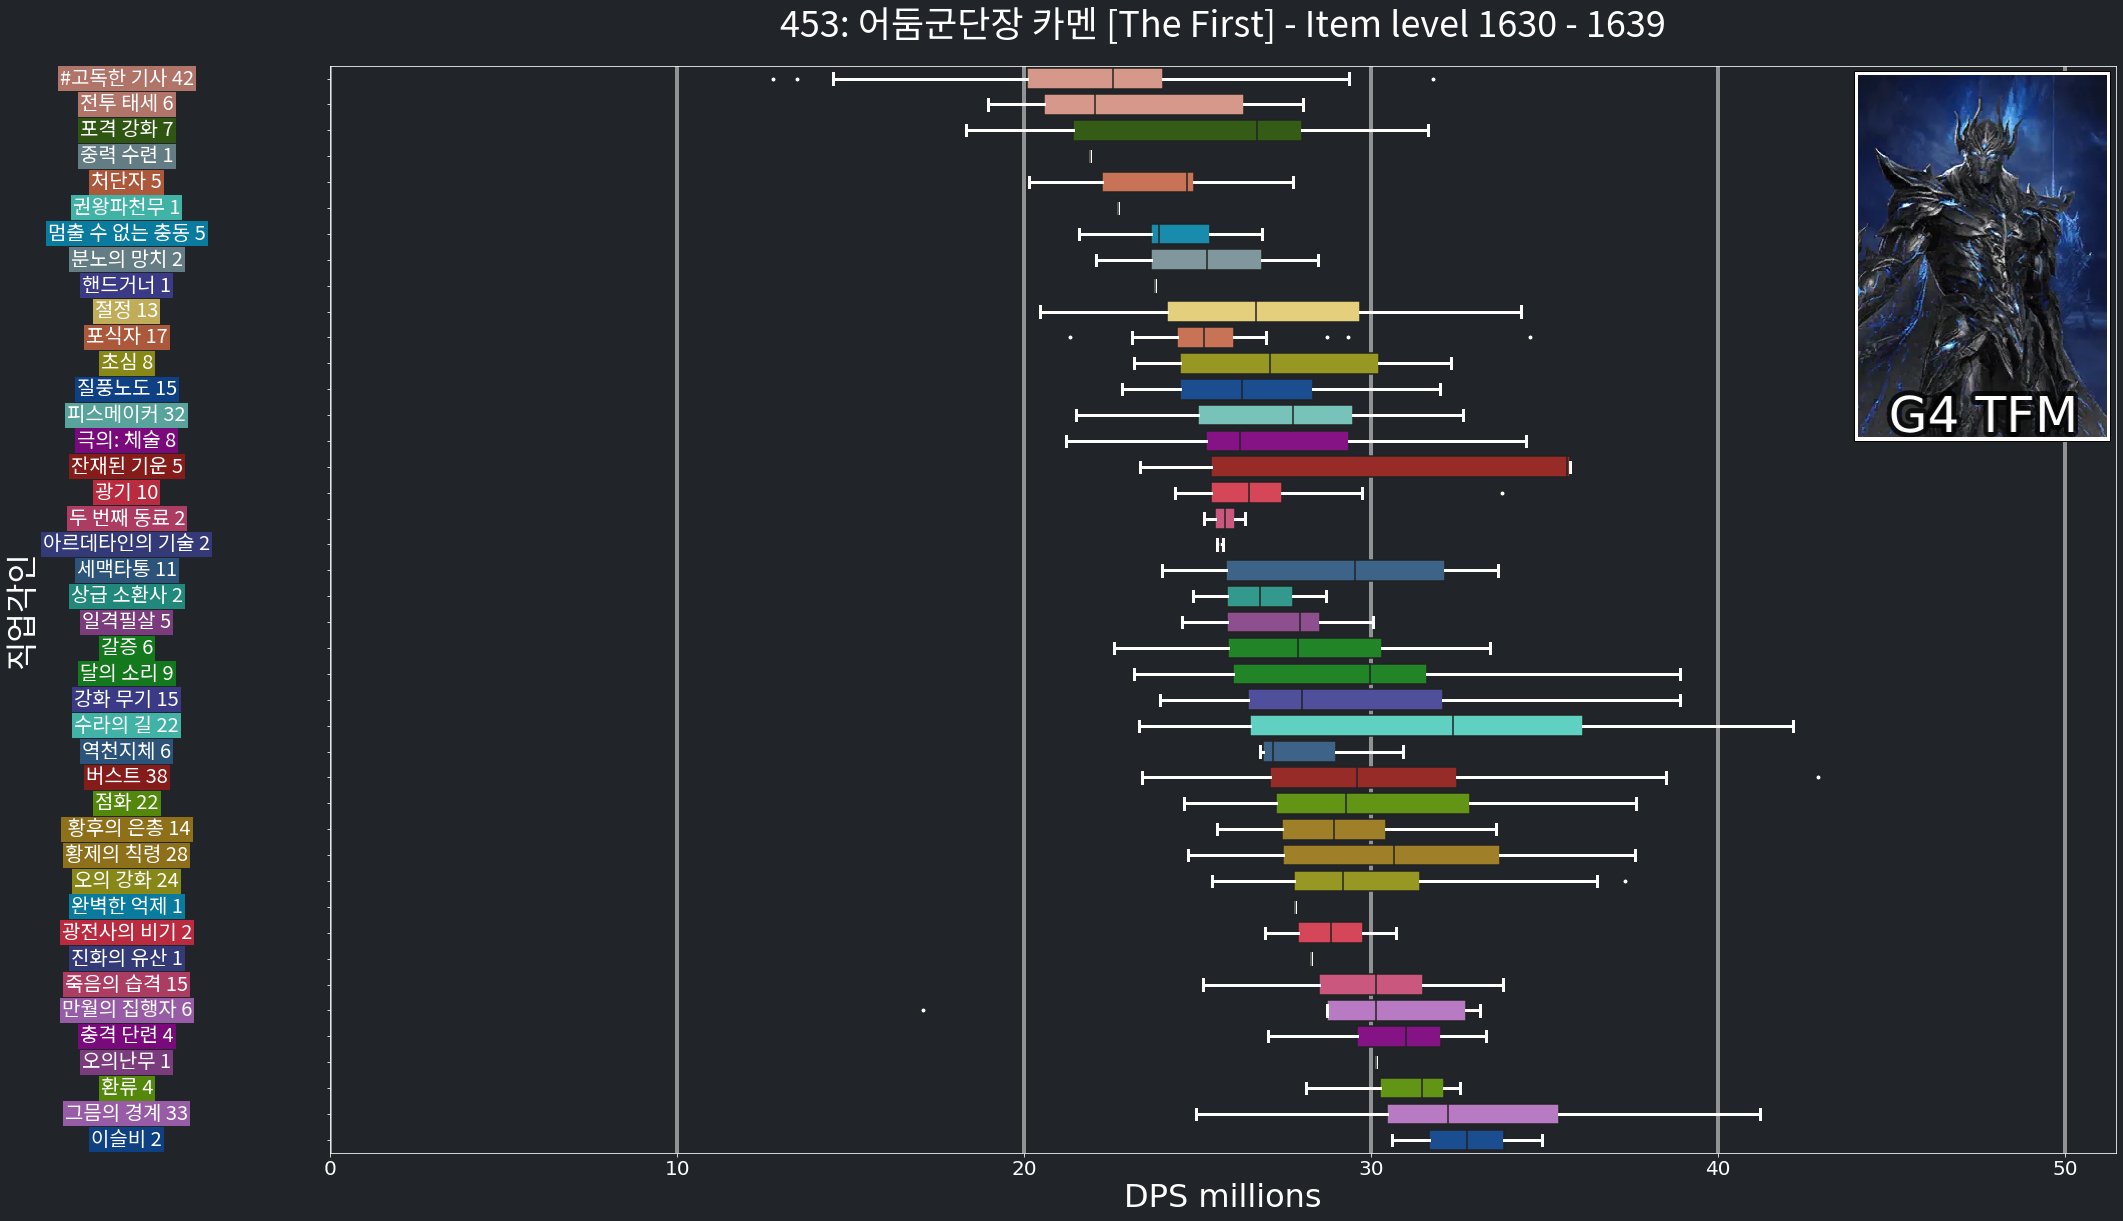 453: 어둠군단장 카멘 [The First] - Item level 1630 - 1639
#고독한 기사 42
전투 태세 6
포격 강화 7
중력 수련 1
처단자 5
권왕파천무 1
멈출 수 없는 충동 5
분노의 망치 2
핸드거너 1
절정 13
포식자 17
초심 8
질풍노도 15
피스메이커 32
극의: 체술 8
잔재된 기운 5
광기 10
두 번째 동료 2
아르데타인의 기술 2
세맥타통 11
상급 소환사 2
일격필살 5
갈증 6
달의 소리 9
강화 무기 15
수라의 길 22
역천지체 6
버스트 38
점화 22
황후의 은총 14
황제의 칙령 28
오의 강화 24
완벽한 억제 1
광전사의 비기 2
진화의 유산 1
죽음의 습격 15
만월의 집행자 6
충격 단련 4
오의난무 1
환류 4
그믐의 경계 33
이슬비 2
직업각인
G4 TFM
0 10 20 30 40 50
DPS millions